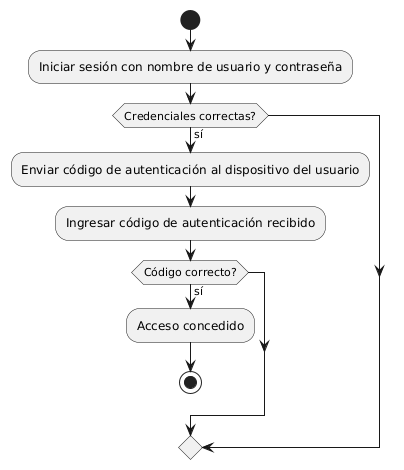 Iniciar sesión con nombre de usuario y contraseña
Credenciales correctas?
sí
Enviar código de autenticación al dispositivo del usuario
Ingresar código de autenticación recibido
Código correcto?
sí
Acceso concedido